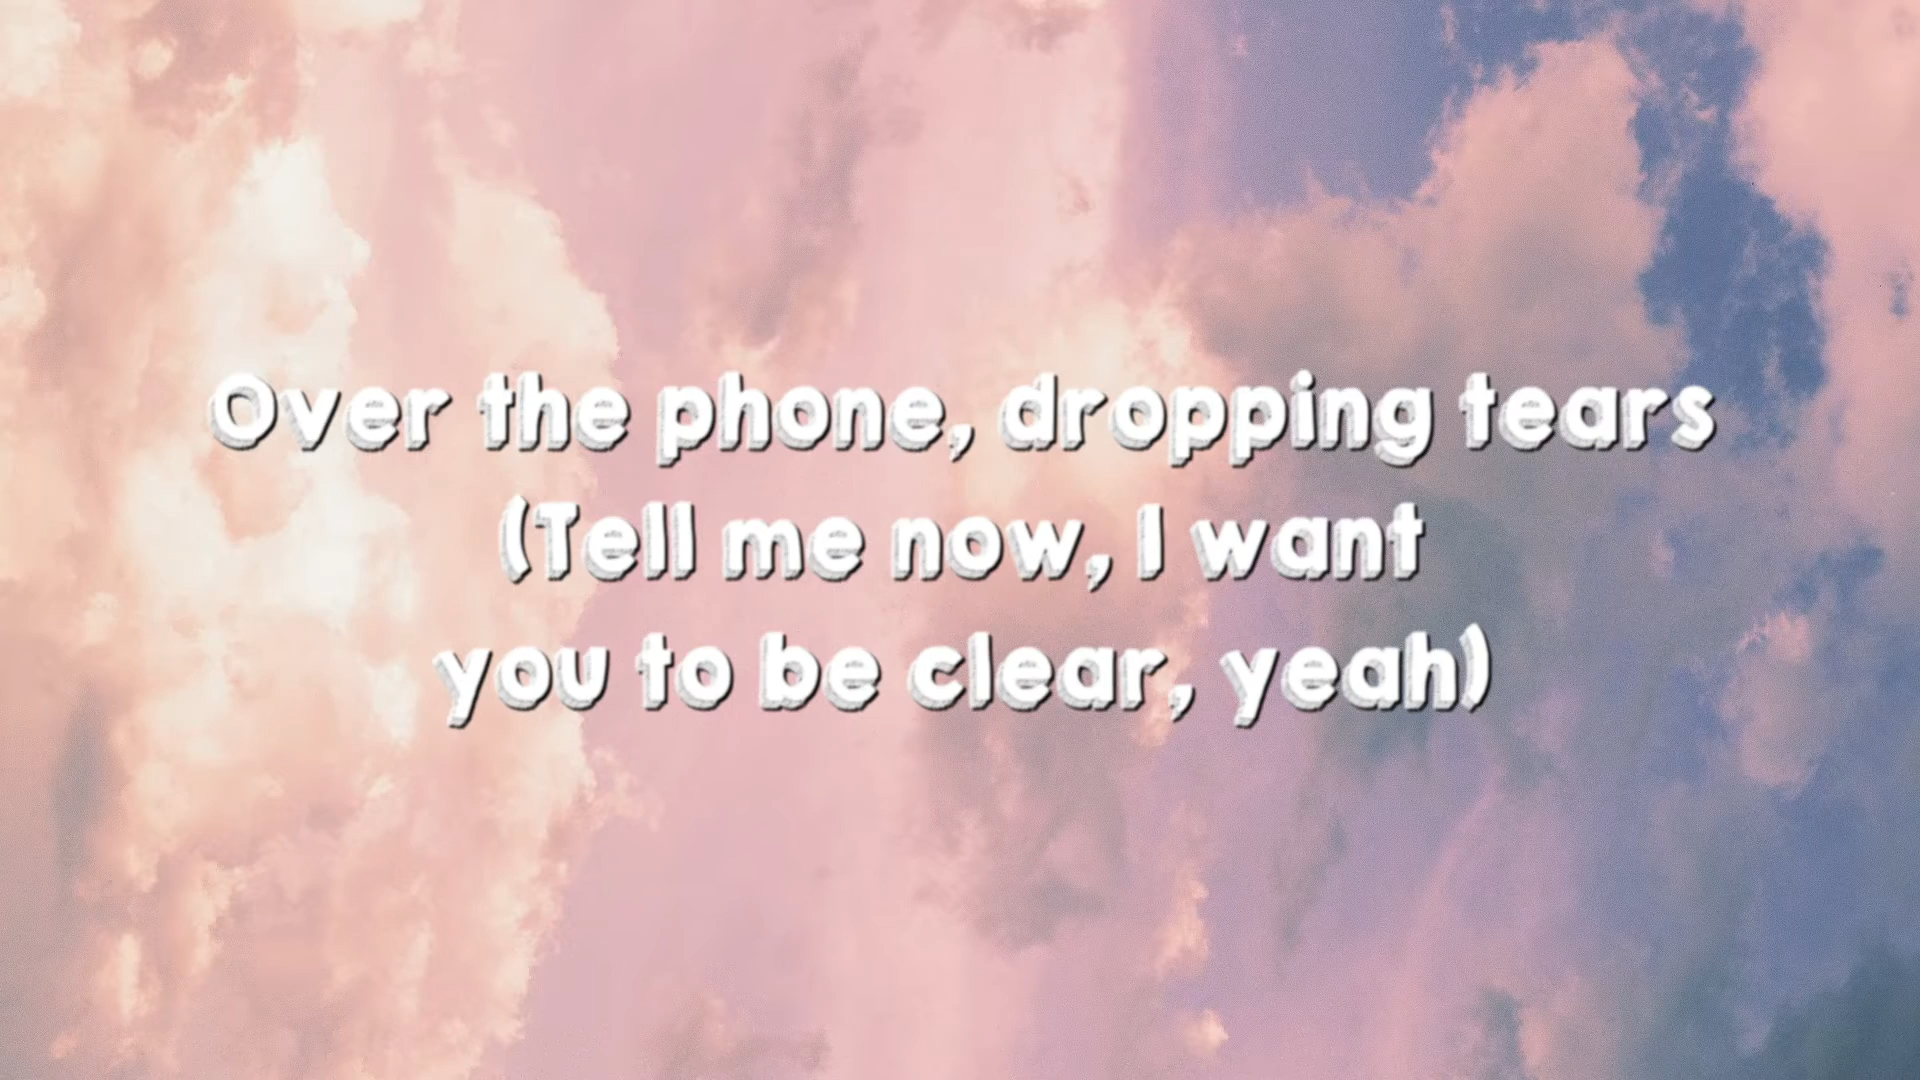 Over the phone, dropping tears
(Tell me now, I want
you to be clear, yeah)